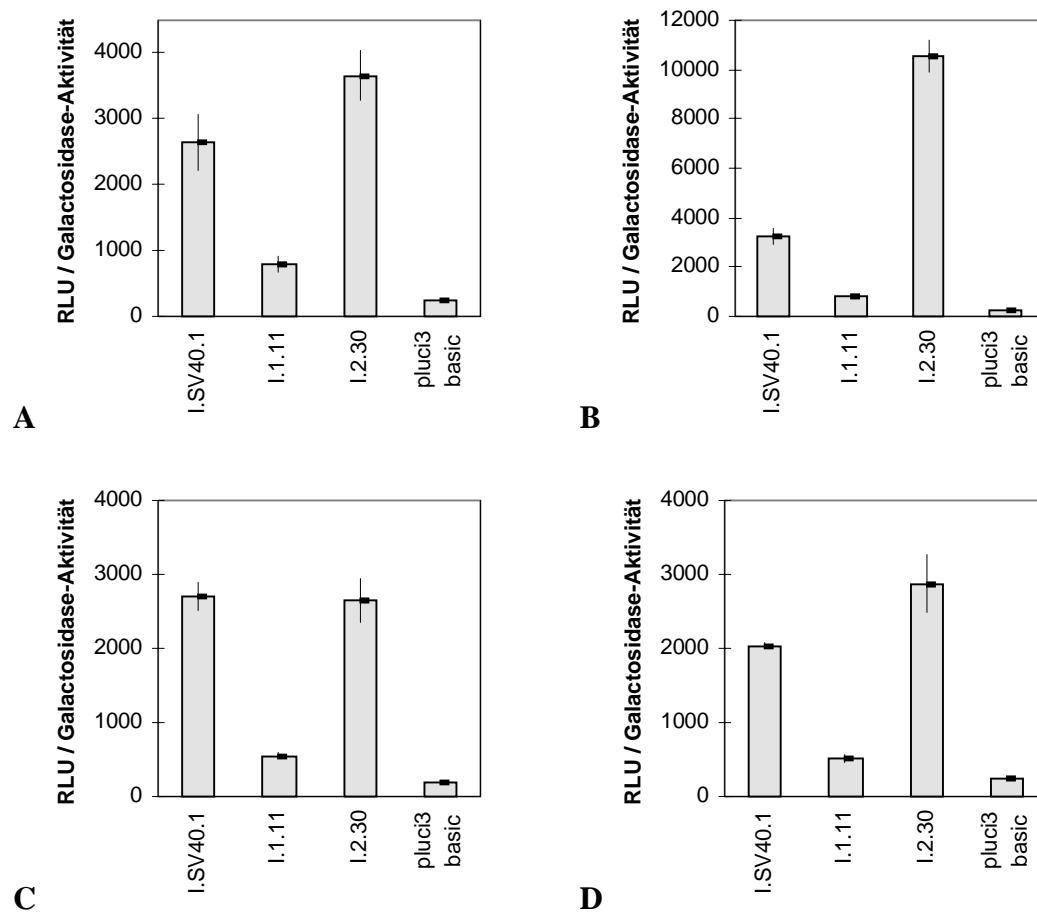 RLU / Galactosidase-Aktivität
4000
3000
2000
1000
0
I.SV40.1
I.1.11
I.2.30
pluci3
basic
A
RLU / Galactosidase-Aktivität
12000
10000
8000
6000
4000
2000
0
I.SV40.1
I.1.11
I.2.30
pluci3
basic
B
RLU / Galactosidase-Aktivität
4000
3000
2000
1000
0
I.SV40.1
I.1.11
I.2.30
pluci3
basic
C
RLU / Galactosidase-Aktivität
4000
3000
2000
1000
0
I.SV40.1
I.1.11
I.2.30
pluci3
basic
D